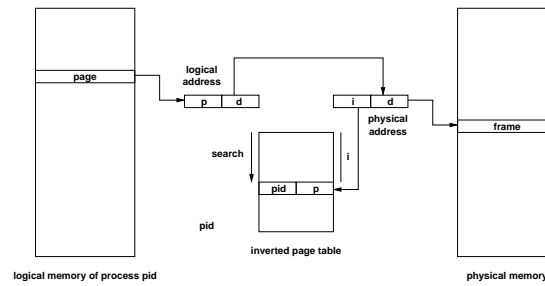 logical
address
page
p d
i d
physical
address
frame
search
i
pid p
pid
inverted page table
logical memory of process pid
physical memory